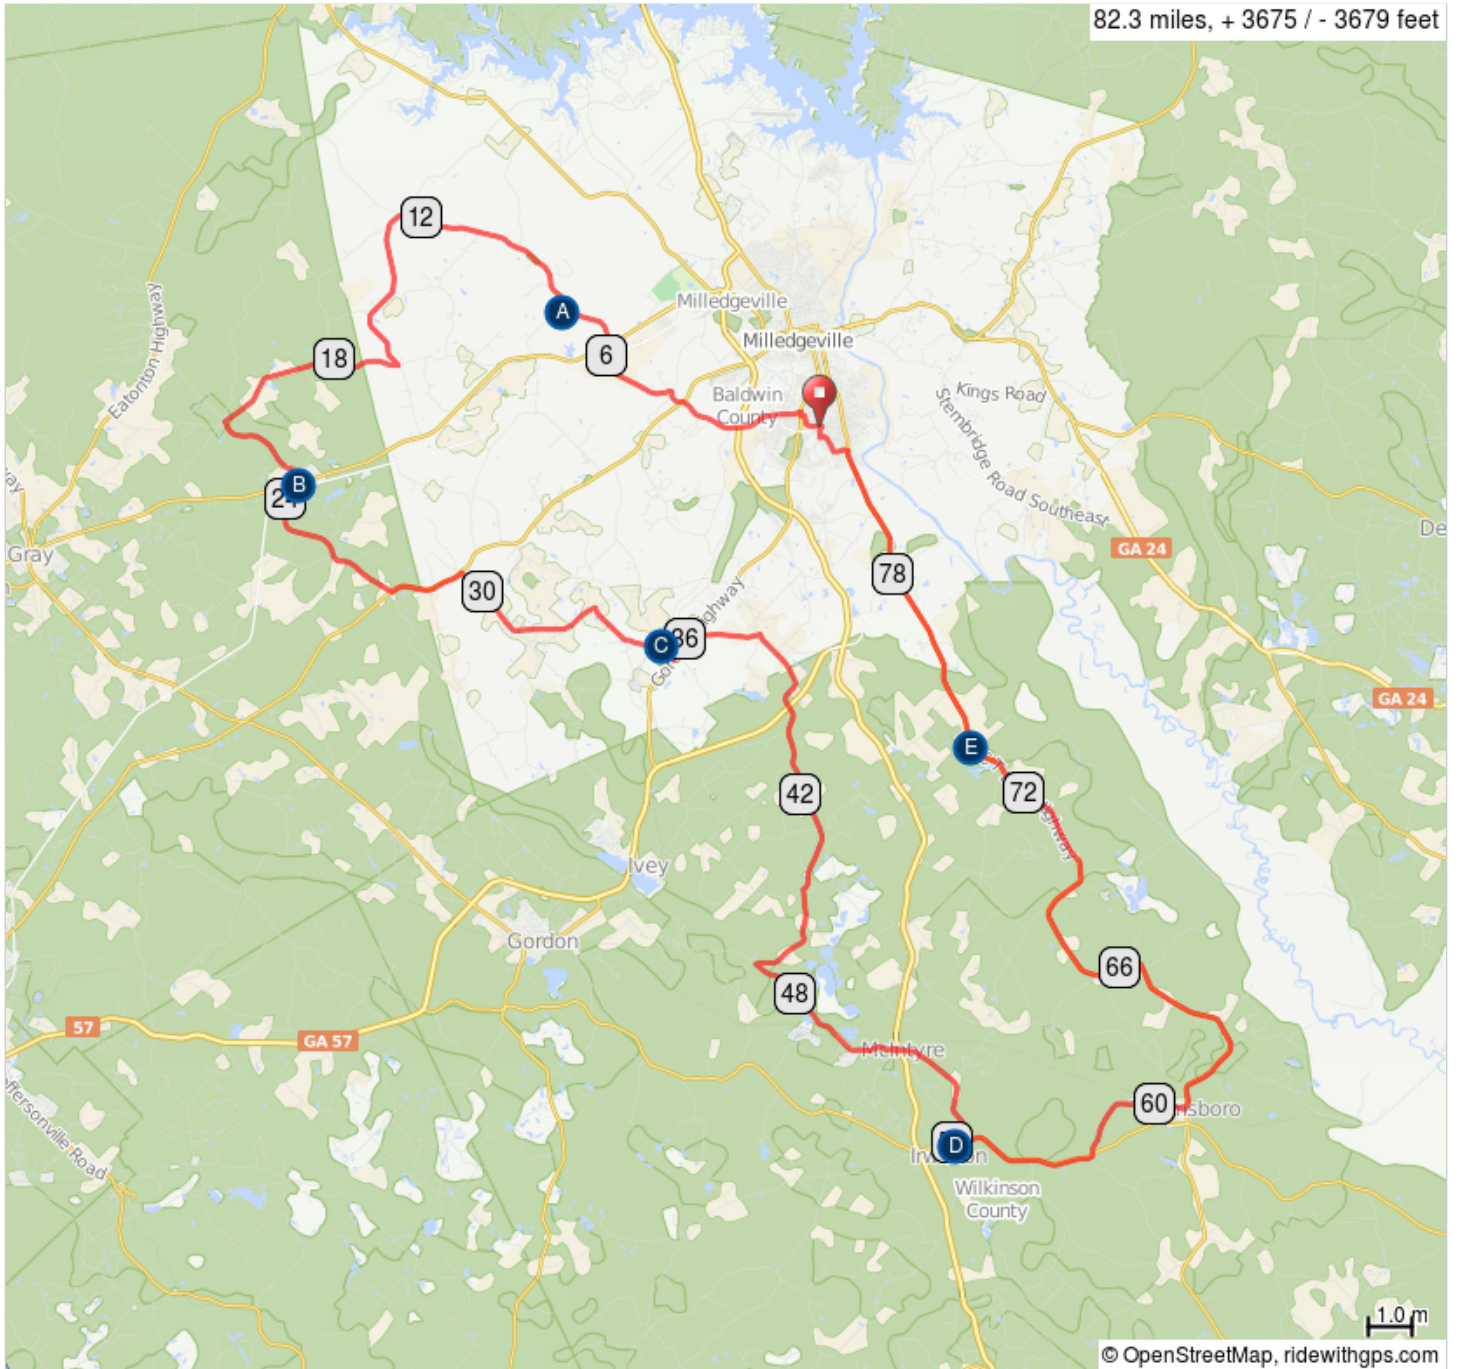 82.3 miles, + 3675 / - 3679 feet
12
Eatonton Highway
A
Milledgeville
6
Milledgeville
18
Baldwin
County
Kings Road
Stembridge Road Southeast
B
Gray
GA 24
78
30
C
36
GA 24
E
72
42
Ivey
Gordon
66
48
57
GA 57
McIntyre
60
D
Wilkinson
County
1.0 m
© OpenStreetMap, ridewithgps.com